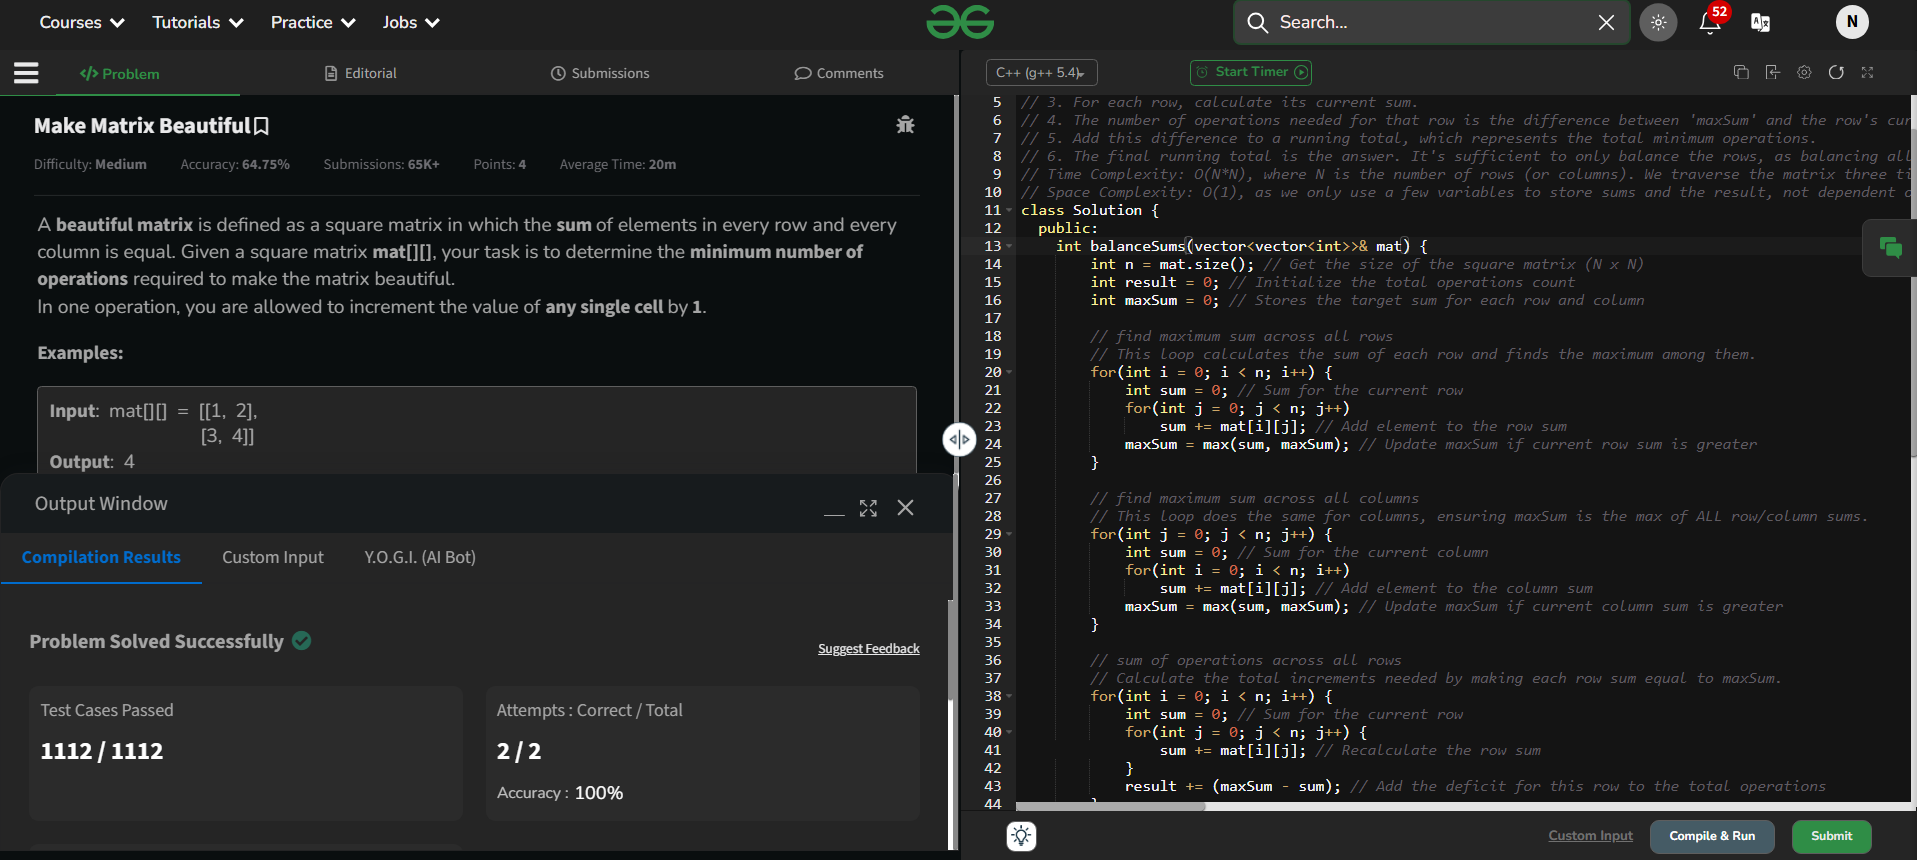 Courses Tutorials Practice Jobs Search... 52 N
Problem Editorial Submissions Comments
C++ (g++ 5.4) Start Timer
Make Matrix Beautiful
Difficulty: Medium Accuracy: 64.75% Submissions: 65K+ Points: 4 Average Time: 20m
A beautiful matrix is defined as a square matrix in which the sum of elements in every row and every
column is equal. Given a square matrix mat[][], your task is to determine the minimum number of
operations required to make the matrix beautiful.
In one operation, you are allowed to increment the value of any single cell by 1.
Examples:
Input: mat[][] = [[1, 2],
[3, 4]]
Output: 4
Output Window
Compilation Results Custom Input Y.O.G.I. (AI Bot)
Problem Solved Successfully
Suggest Feedback
Test Cases Passed
1112 / 1112
Attempts : Correct / Total
2 / 2
Accuracy : 100%
5 // 3. For each row, calculate its current sum.
6 // 4. The number of operations needed for that row is the difference between 'maxSum' and the row's cur
7 // 5. Add this difference to a running total, which represents the total minimum operations.
8 // 6. The final running total is the answer. It's sufficient to only balance the rows, as balancing all
9 // Time Complexity: O(N*N), where N is the number of rows (or columns). We traverse the matrix three ti
10 // Space Complexity: O(1), as we only use a few variables to store sums and the result, not dependent o
11 class Solution {
12 public:
13 int balanceSums(vector<vector<int>>& mat) {
14 int n = mat.size(); // Get the size of the square matrix (N x N)
15 int result = 0; // Initialize the total operations count
16 int maxSum = 0; // Stores the target sum for each row and column
17
18 // find maximum sum across all rows
19 // This loop calculates the sum of each row and finds the maximum among them.
20 for(int i = 0; i < n; i++) {
21 int sum = 0; // Sum for the current row
22 for(int j = 0; j < n; j++)
23 sum += mat[i][j]; // Add element to the row sum
24 maxSum = max(sum, maxSum); // Update maxSum if current row sum is greater
25 }
26
27 // find maximum sum across all columns
28 // This loop does the same for columns, ensuring maxSum is the max of ALL row/column sums.
29 for(int j = 0; j < n; j++) {
30 int sum = 0; // Sum for the current column
31 for(int i = 0; i < n; i++)
32 sum += mat[i][j]; // Add element to the column sum
33 maxSum = max(sum, maxSum); // Update maxSum if current column sum is greater
34 }
35
36 // sum of operations across all rows
37 // Calculate the total increments needed by making each row sum equal to maxSum.
38 for(int i = 0; i < n; i++) {
39 int sum = 0; // Sum for the current row
40 for(int j = 0; j < n; j++) {
41 sum += mat[i][j]; // Recalculate the row sum
42 }
43 result += (maxSum - sum); // Add the deficit for this row to the total operations
44 }
Custom Input Compile & Run Submit